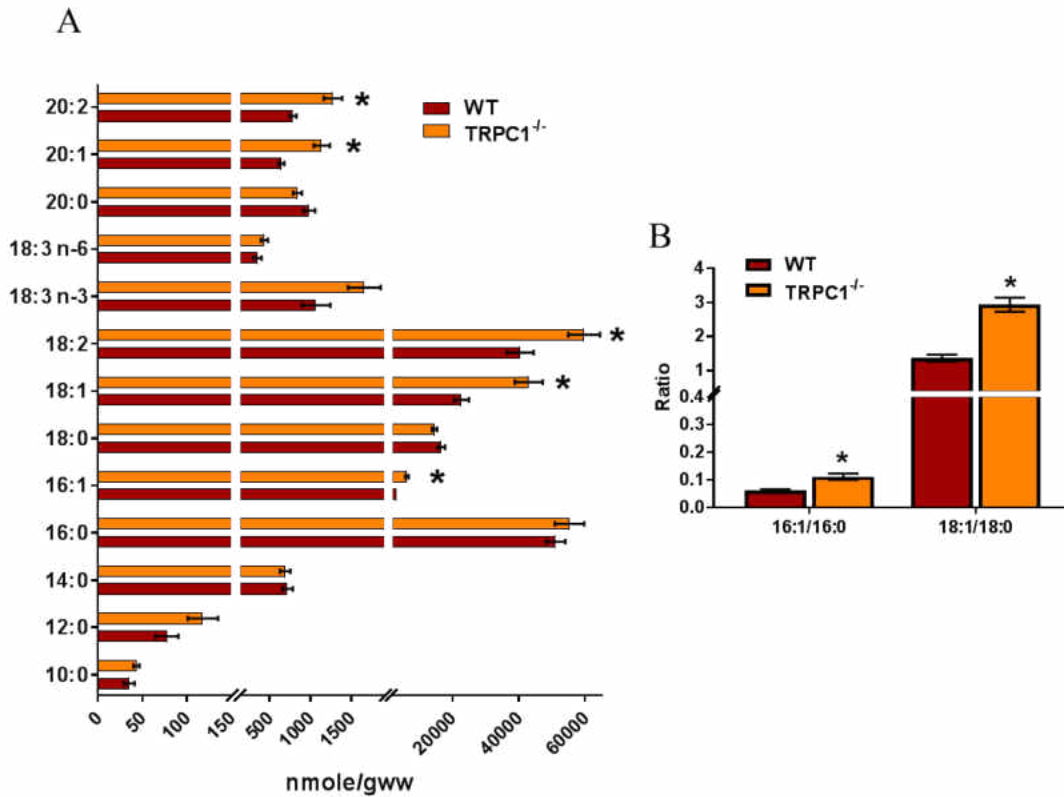 A
20:2
20:1
20:0
18:3 n-6
18:3 n-3
18:2
18:1
18:0
16:1
16:0
14:0
12:0
10:0
*
*
*
*
*
WT
TRPC1-/-
0 50 100 150 500 1000 1500 20000 40000 60000
nmole/gww
B
WT
TRPC1-/-
*
*
Ratio
4
3
2
1
0.4
0.3
0.2
0.1
0.0
16:1/16:0 18:1/18:0